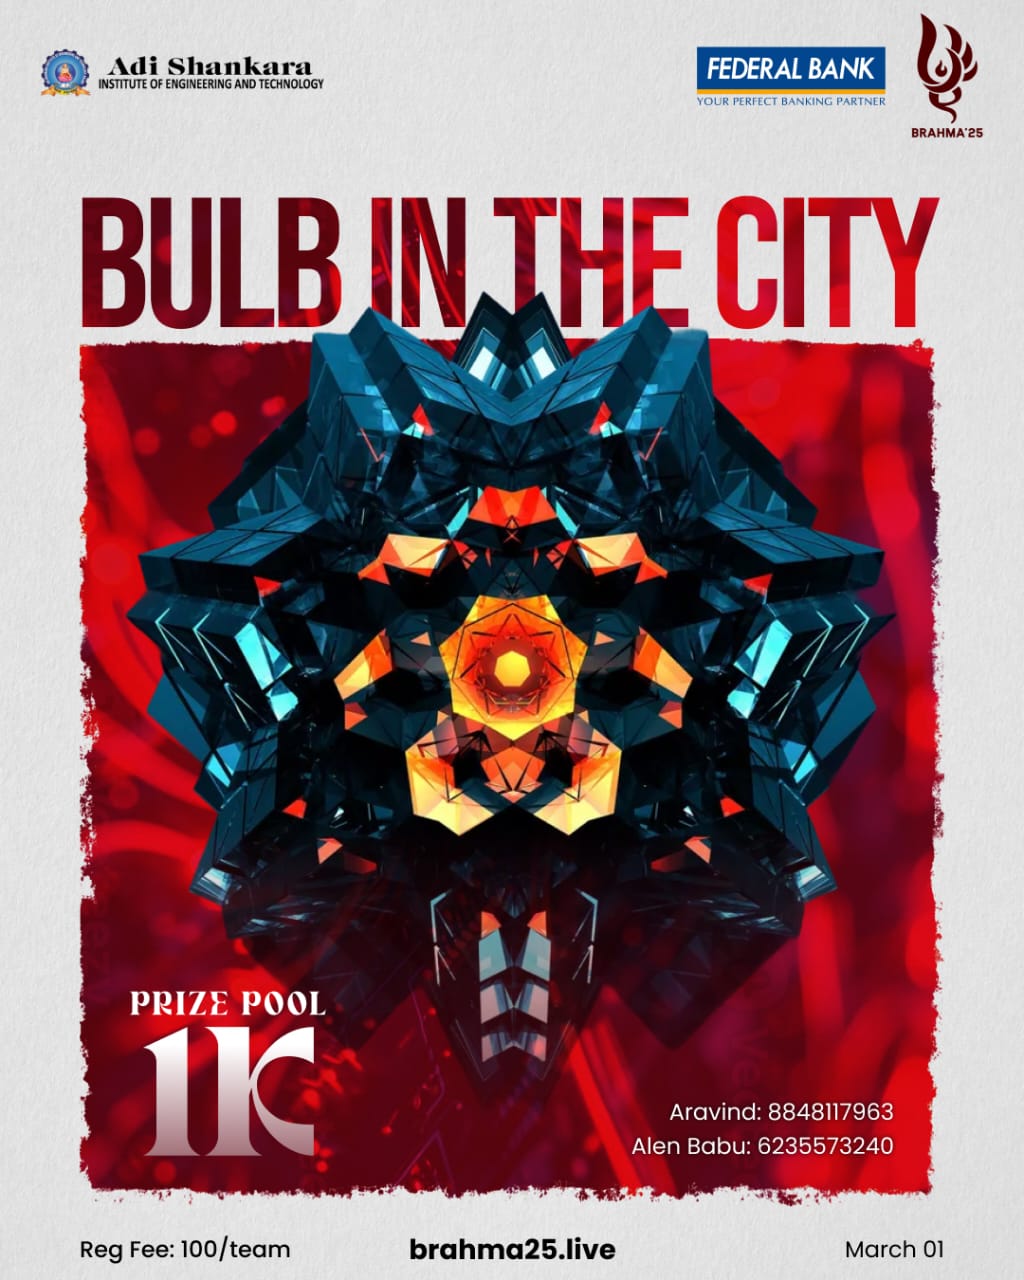 Adi Shankara
INSTITUTE OF ENGINEERING AND TECHNOLOGY
FEDERAL BANK
YOUR PERFECT BANKING PARTNER
BRAHMA'25
BULB IN THE CITY
PRIZE POOL
1K
Aravind: 8848117963
Alen Babu: 6235573240
Reg Fee: 100/team
brahma25.live
March 01